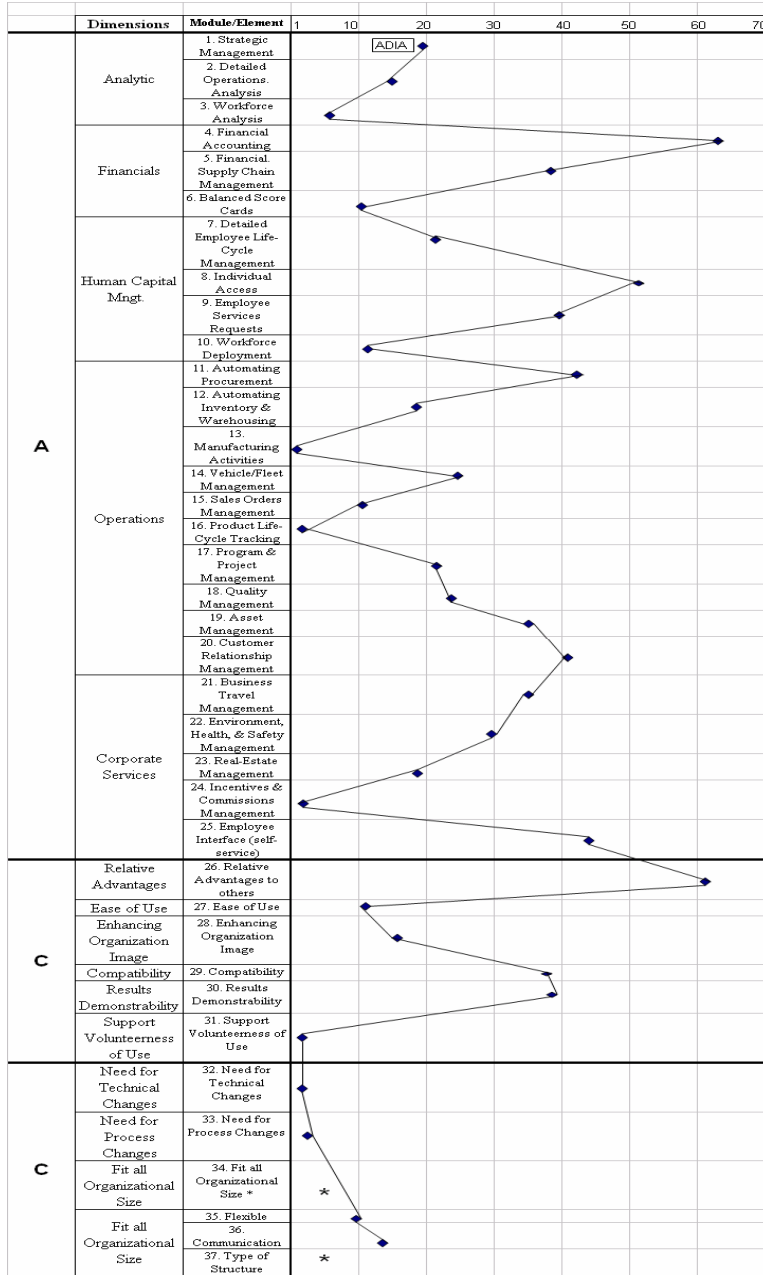 Dimensions Module/Element 1 10 20 30 40 50 60 70
A
Analytic
1. Strategic
Management
ADIA
2. Detailed
Operations.
Analysis
3. Workforce
Analysis
Financials
4. Financial
Accounting
5. Financial.
Supply Chain
Management
6. Balanced Score
Cards
Human Capital
Mngt.
7. Detailed
Employee Life-
Cycle
Management
8. Individual
Access
9. Employee
Services
Requests
10. Workforce
Deployment
Operations
11. Automating
Procurement
12. Automating
Inventory &
Warehousing
13.
Manufacturing
Activities
14. Vehicle/Fleet
Management
15. Sales Orders
Management
16. Product Life-
Cycle Tracking
17. Program &
Project
Management
18. Quality
Management
19. Asset
Management
20. Customer
Relationship
Management
Corporate
Services
21. Business
Travel
Management
22. Environment,
Health, & Safety
Management
23. Real-Estate
Management
24. Incentives &
Commissions
Management
25. Employee
Interface (self-
service)
C
Relative
Advantages
26. Relative
Advantages to
others
Ease of Use
27. Ease of Use
Enhancing
Organization
Image
28. Enhancing
Organization
Image
Compatibility
29. Compatibility
Results
Demonstrability
30. Results
Demonstrability
Support
Volunteerness
of Use
31. Support
Volunteerness of
Use
C
Need for
Technical
Changes
32. Need for
Technical
Changes
Need for
Process
Changes
33. Need for
Process Changes
Fit all
Organizational
Size
34. Fit all
Organizational
Size *
*
Fit all
Organizational
Size
35. Flexible
36.
Communication
37. Type of
Structure
*